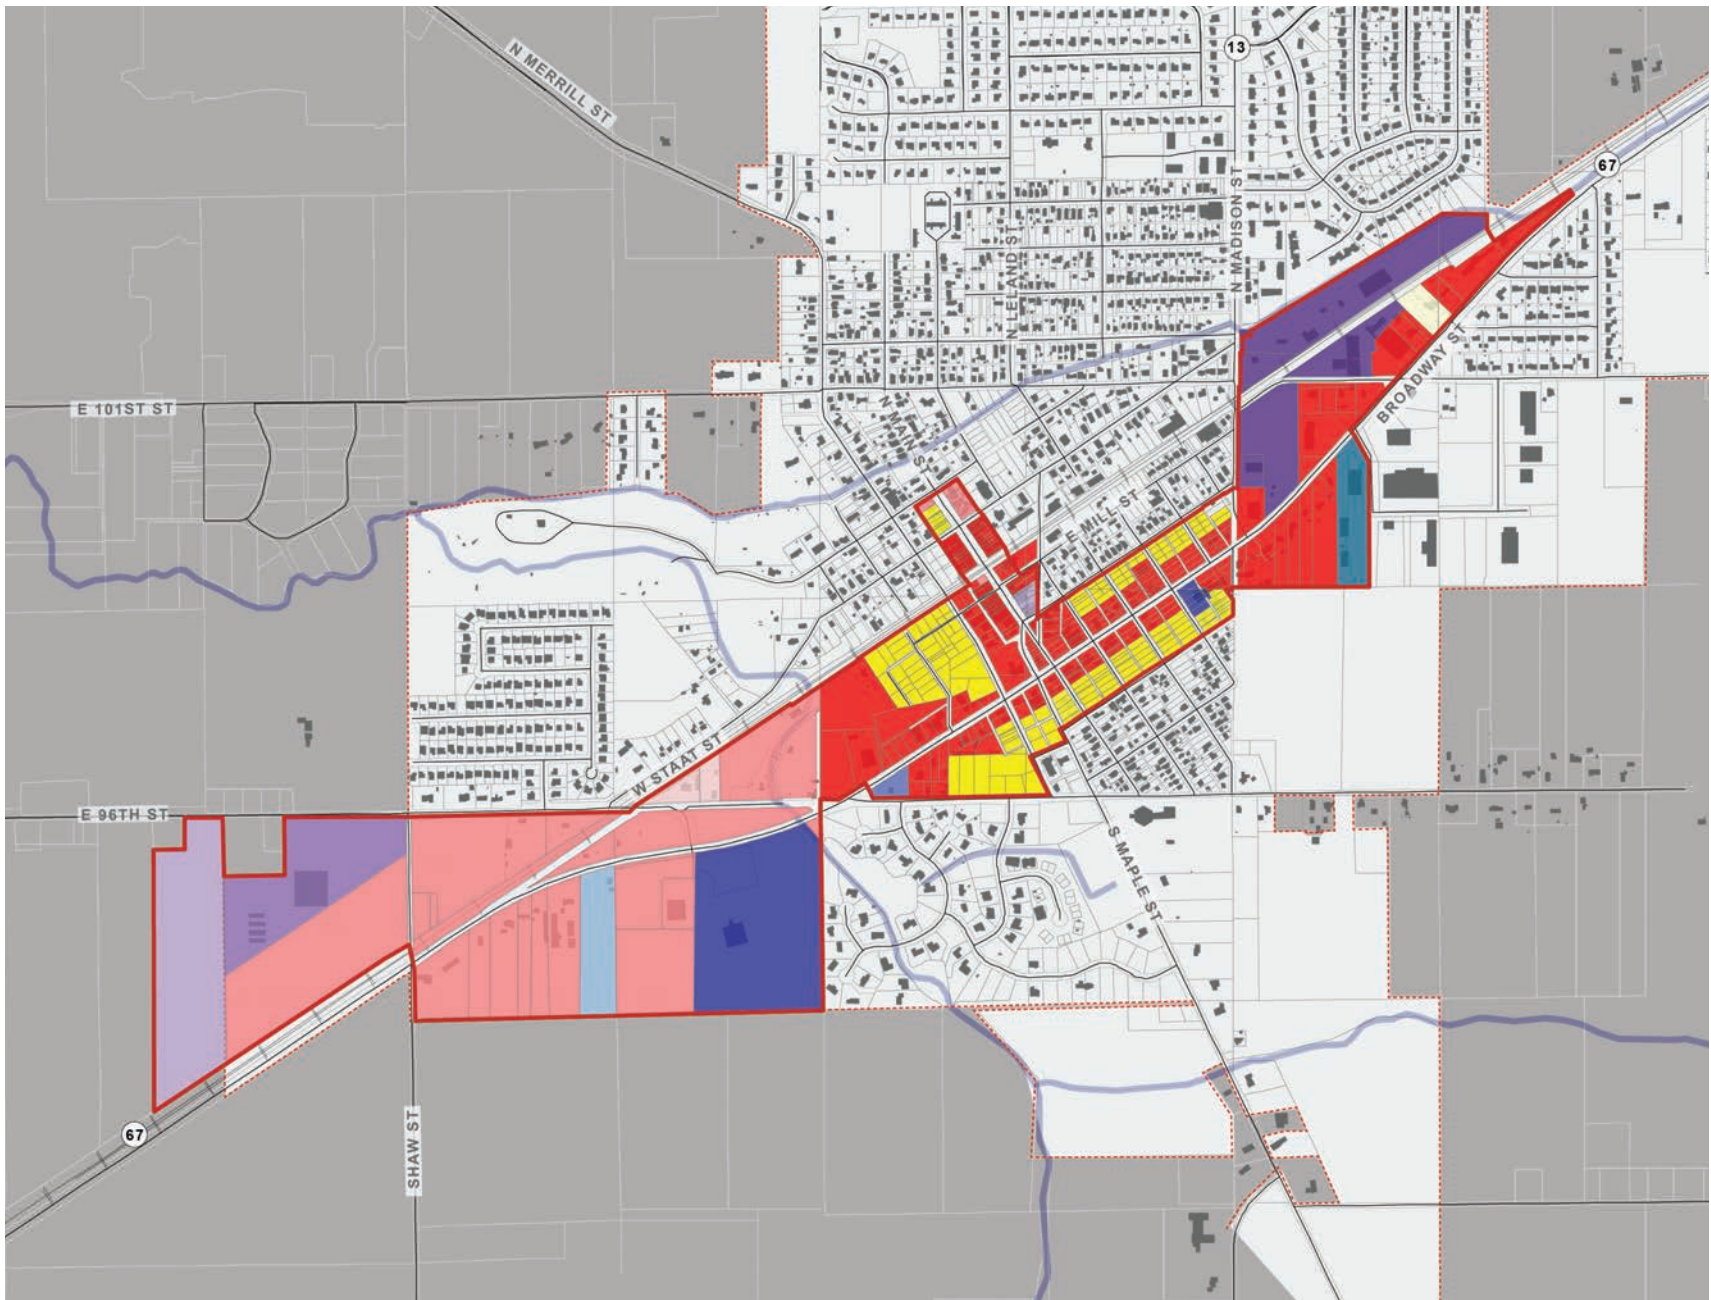 N MERRILL ST
13
67
N MADISON ST
N LELAND ST
BROADWAY ST
E 101ST ST
N MAIN ST
E MILL ST
W STAAT ST
E 96TH ST
S MAPLE ST
67
SHAW ST